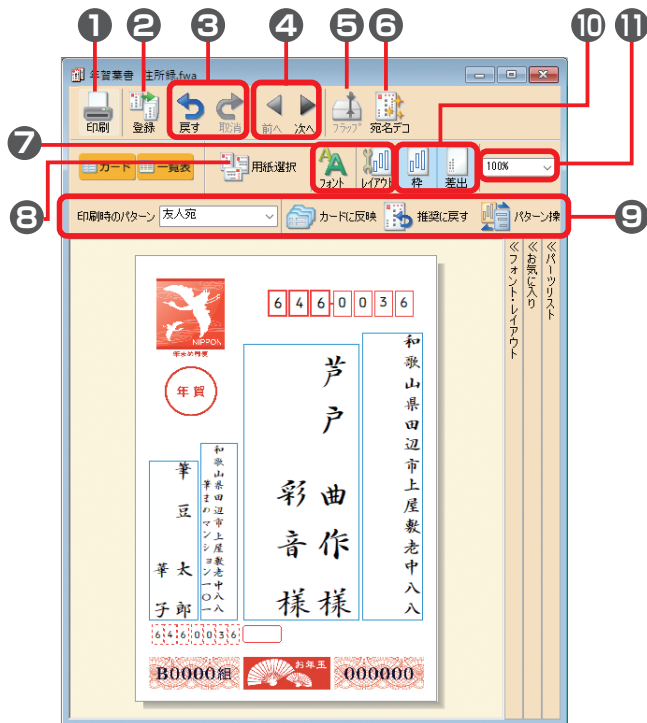 1 2 3 4 5 6 10 11
年賀葉書 住所録.fwa
印刷 登録 戻す 取消 前へ 次へ フラップ 宛名デコ
7
カード 一覧表 用紙選択 フォント レイアウト 枠 差出 100%
8
印刷時のパターン 友人宛 カードに反映 推奨に戻す パターン操
9
≪パーツリスト
≪お気に入り
≪フォント・レイアウト
NIPPON
年賀
646-0036
和歌山県田辺市上屋敷老中八八
芦戸 曲作様
彩音様
和歌山県田辺市上屋敷老中八八
筆まめマンション一〇一
筆豆 太郎
華子
6460036
B0000組 お年玉 000000